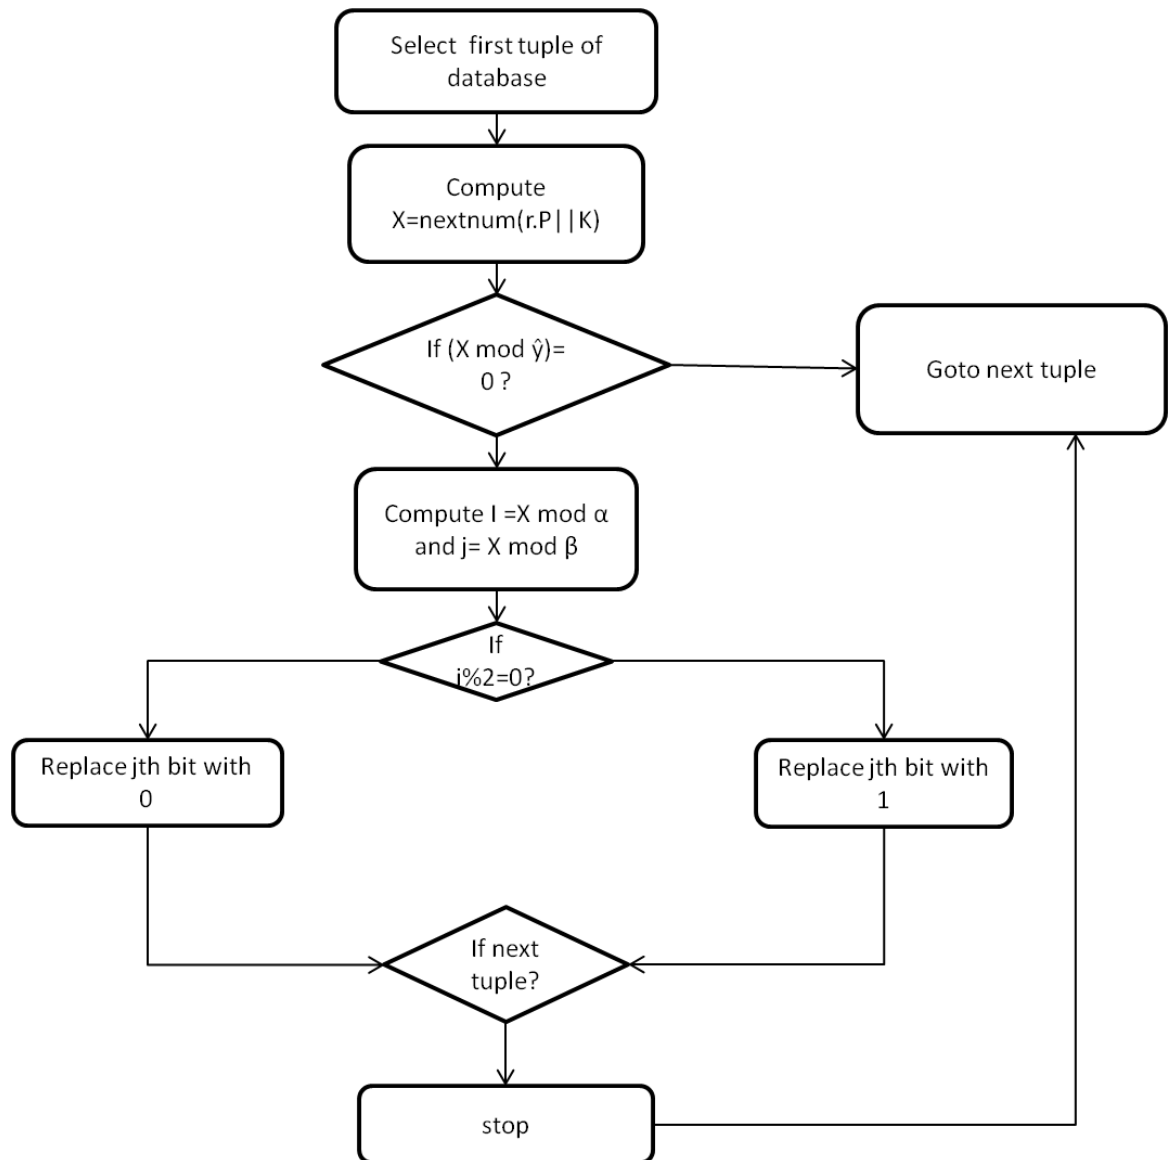 Select first tuple of
database
Compute
X=nextnum(r.P||K)
If (X mod ŷ)=
0 ?
Goto next tuple
Compute I =X mod α
and j= X mod β
If
i%2=0?
Replace jth bit with
0
Replace jth bit with
1
If next
tuple?
stop